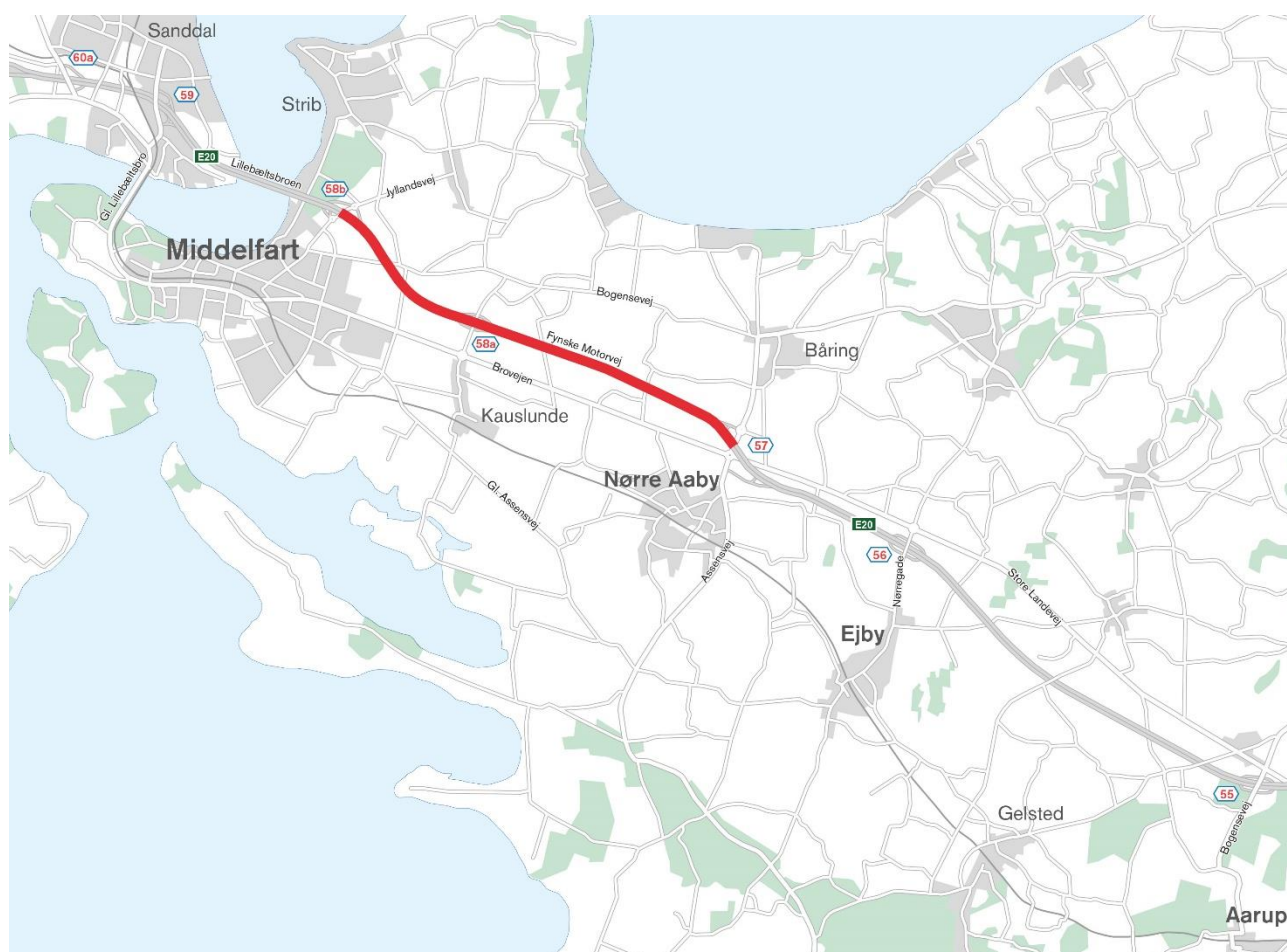 Sanddal
60a
59
Strib
E20
Lillebæltsbroen
Gl. Lillebæltsbro
58b
Jyllandsvej
Middelfart
Bogensevej
58a
Fynske Motorvej
Båring
Brovejen
Kauslunde
57
Nørre Aaby
Gl. Assensvej
E20
Assensvej
56
Nørregade
Store Landevej
Ejby
55
Gelsted
Bogensevej
Aarup